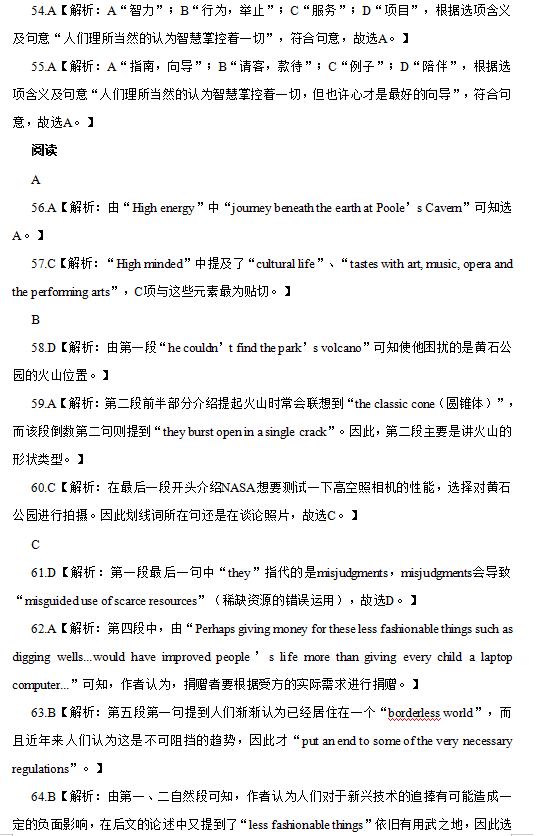 54.A【解析：A“智力”；B“行为，举止”；C“服务”；D“项目”，根据选项含义
及句意“人们理所当然的认为智慧掌控着一切”，符合句意，故选A。】
55.A【解析：A“指南，向导”；B“请客，款待”；C“例子”；D“陪伴”，根据选
项含义及句意“人们理所当然的认为智慧掌控着一切，但也许心才是最好的向导”，符合句
意，故选A。】
阅读
A
56.A【解析：由“High energy”中“journey beneath the earth at Poole’s Cavern”可知选
A。】
57.C【解析：“High minded”中提及了“cultural life”、“tastes with art, music, opera and
the performing arts”，C项与这些元素最为贴切。】
B
58.D【解析：由第一段“he couldn’t find the park’s volcano”可知使他困扰的是黄石公
园的火山位置。】
59.A【解析：第二段前半部分介绍提起火山时常会联想到“the classic cone（圆锥体）”，
而该段倒数第二句则提到“they burst open in a single crack”。因此，第二段主要是讲火山的
形状类型。】
60.C【解析：在最后一段开头介绍NASA想要测试一下高空照相机的性能，选择对黄石
公园进行拍摄。因此划线词所在句还是在谈论照片，故选C。】
C
61.D【解析：第一段最后一句中“they”指代的是misjudgments，misjudgments会导致
“misguided use of scarce resources”（稀缺资源的错误运用），故选D。】
62.A【解析：第四段中，由“Perhaps giving money for these less fashionable things such as
digging wells...would have improved people’s life more than giving every child a laptop
computer...”可知，作者认为，捐赠者要根据受方的实际需求进行捐赠。】
63.B【解析：第五段第一句提到人们渐渐认为已经居住在一个“borderless world”，而
且近年来人们认为这是不可阻挡的趋势，因此才“put an end to some of the very necessary
regulations”。】
64.B【解析：由第一、二自然段可知，作者认为人们对于新兴技术的追捧有可能造成一
定的负面影响，在后文的论述中又提到了“less fashionable things”依旧有用武之地，因此选